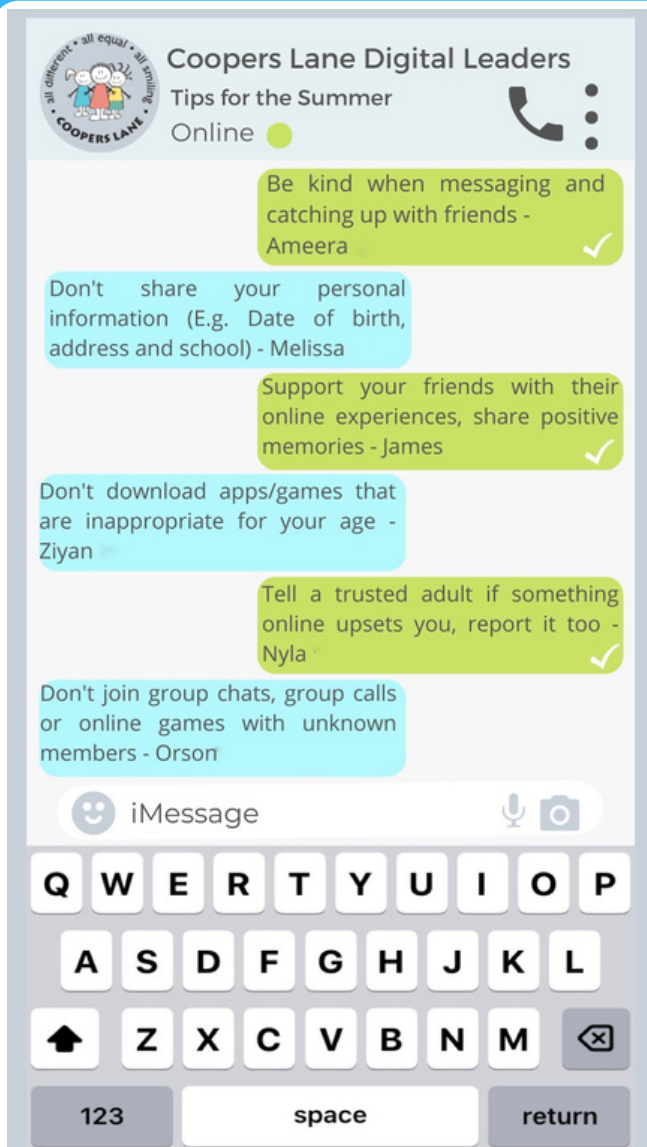 all different • all equal • all smiling •
COOPERS LANE
Coopers Lane Digital Leaders
Tips for the Summer
Online
Be kind when messaging and
catching up with friends -
Ameera
Don't share your personal
information (E.g. Date of birth,
address and school) - Melissa
Support your friends with their
online experiences, share positive
memories - James
Don't download apps/games that
are inappropriate for your age -
Ziyan
Tell a trusted adult if something
online upsets you, report it too -
Nyla
Don't join group chats, group calls
or online games with unknown
members - Orson
iMessage
Q W E R T Y U I O P
A S D F G H J K L
Z X C V B N M
123 space return